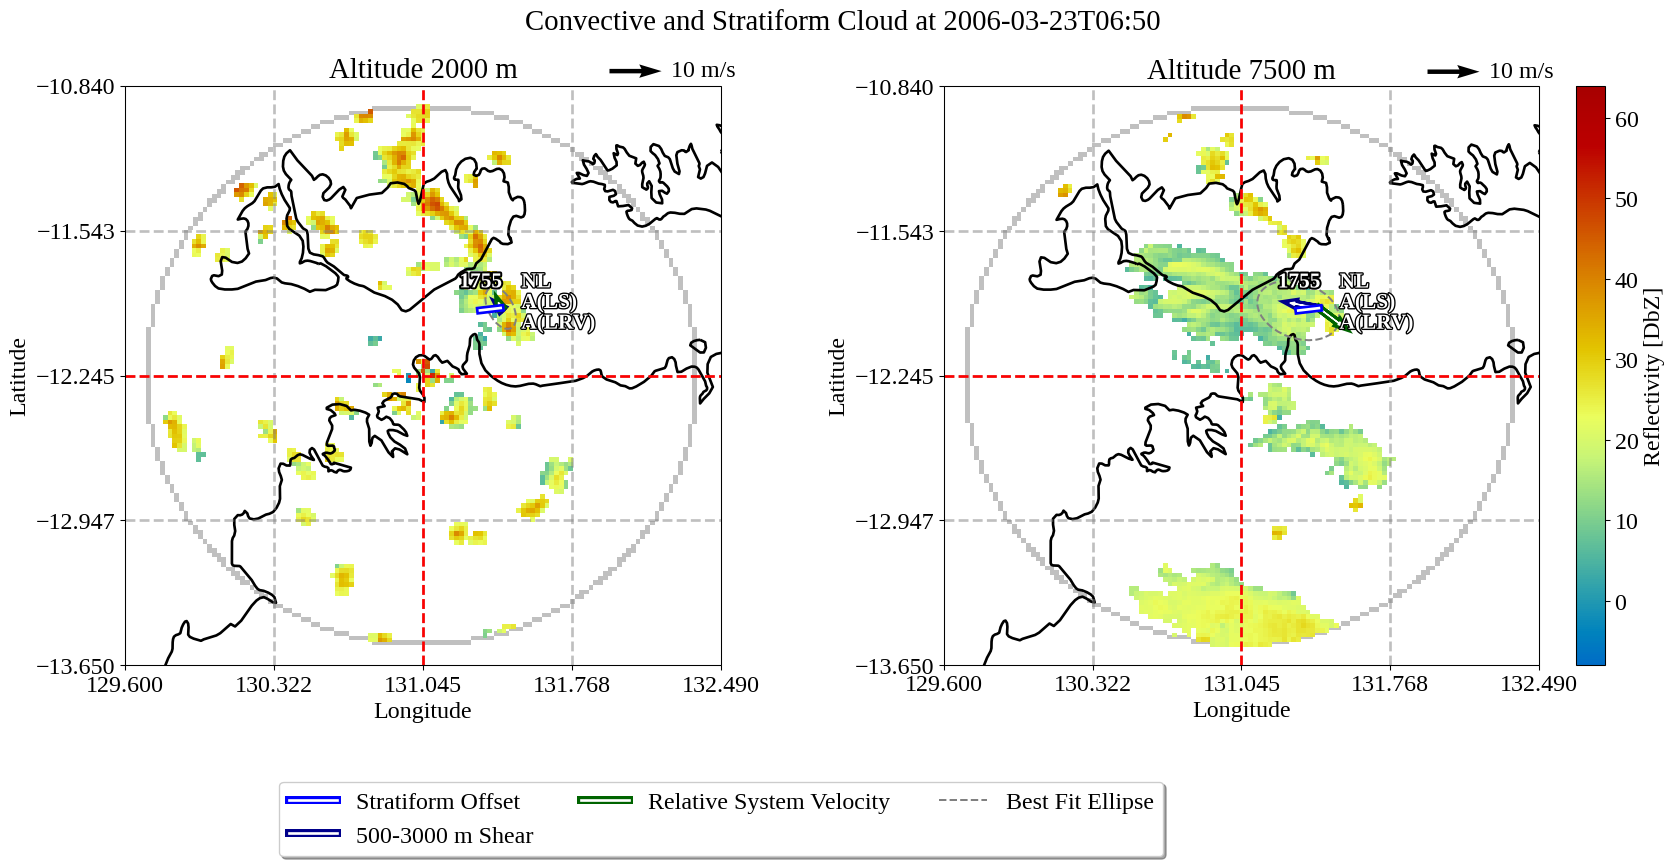 Convective and Stratiform Cloud at 2006-03-23T06:50
Altitude 2000 m
10 m/s
Altitude 7500 m
10 m/s
−10.840
−11.543
−12.245
−12.947
−13.650
Latitude
129.600
130.322
131.045
131.768
132.490
Longitude
1755
NL
A(LS)
A(LRV)
−10.840
−11.543
−12.245
−12.947
−13.650
Latitude
129.600
130.322
131.045
131.768
132.490
Longitude
1755
NL
A(LS)
A(LRV)
60
50
40
30
20
10
0
Reflectivity [DbZ]
Stratiform Offset
Relative System Velocity
Best Fit Ellipse
500-3000 m Shear